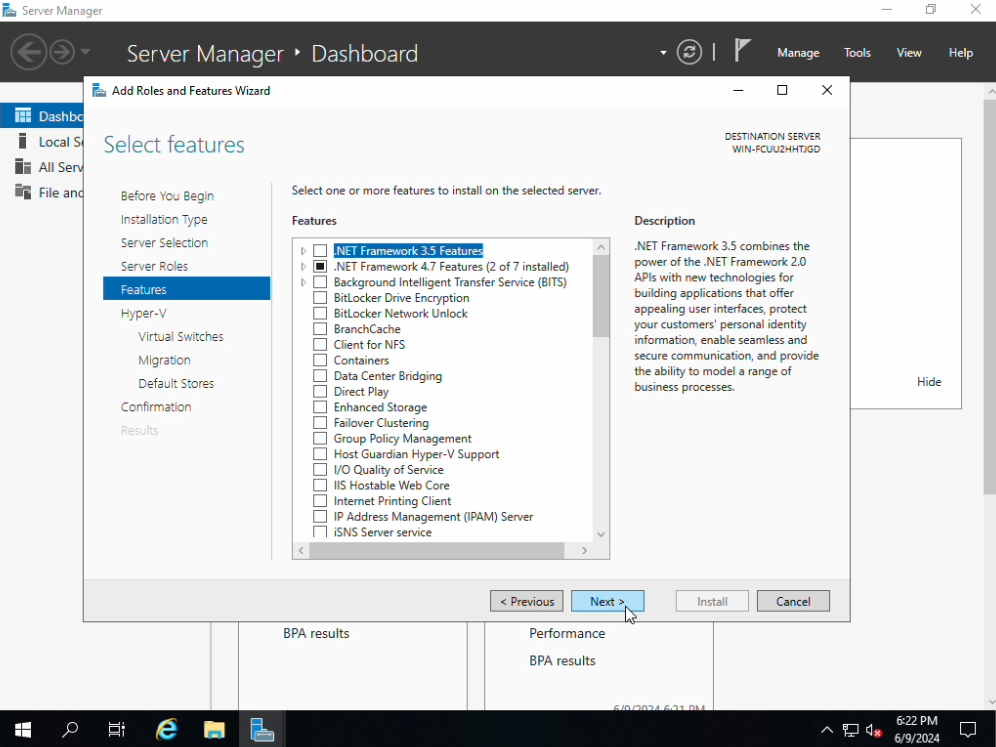 Server Manager
Server Manager • Dashboard
Manage
Tools
View
Help
Add Roles and Features Wizard
Select features
DESTINATION SERVER
WIN-FCUU2HHTJGD
Before You Begin
Installation Type
Server Selection
Server Roles
Features
Hyper-V
Virtual Switches
Migration
Default Stores
Confirmation
Results
Select one or more features to install on the selected server.
Features
.NET Framework 3.5 Features
.NET Framework 4.7 Features (2 of 7 installed)
Background Intelligent Transfer Service (BITS)
BitLocker Drive Encryption
BitLocker Network Unlock
BranchCache
Client for NFS
Containers
Data Center Bridging
Direct Play
Enhanced Storage
Failover Clustering
Group Policy Management
Host Guardian Hyper-V Support
I/O Quality of Service
IIS Hostable Web Core
Internet Printing Client
IP Address Management (IPAM) Server
iSNS Server service
Description
.NET Framework 3.5 combines the
power of the .NET Framework 2.0
APIs with new technologies for
building applications that offer
appealing user interfaces, protect
your customers' personal identity
information, enable seamless and
secure communication, and provide
the ability to model a range of
business processes.
< Previous
Next >
Install
Cancel
Dashbo
Local Se
All Serv
File and
Hide
BPA results
Performance
BPA results
6/9/2024 6:21 PM
6:22 PM
6/9/2024